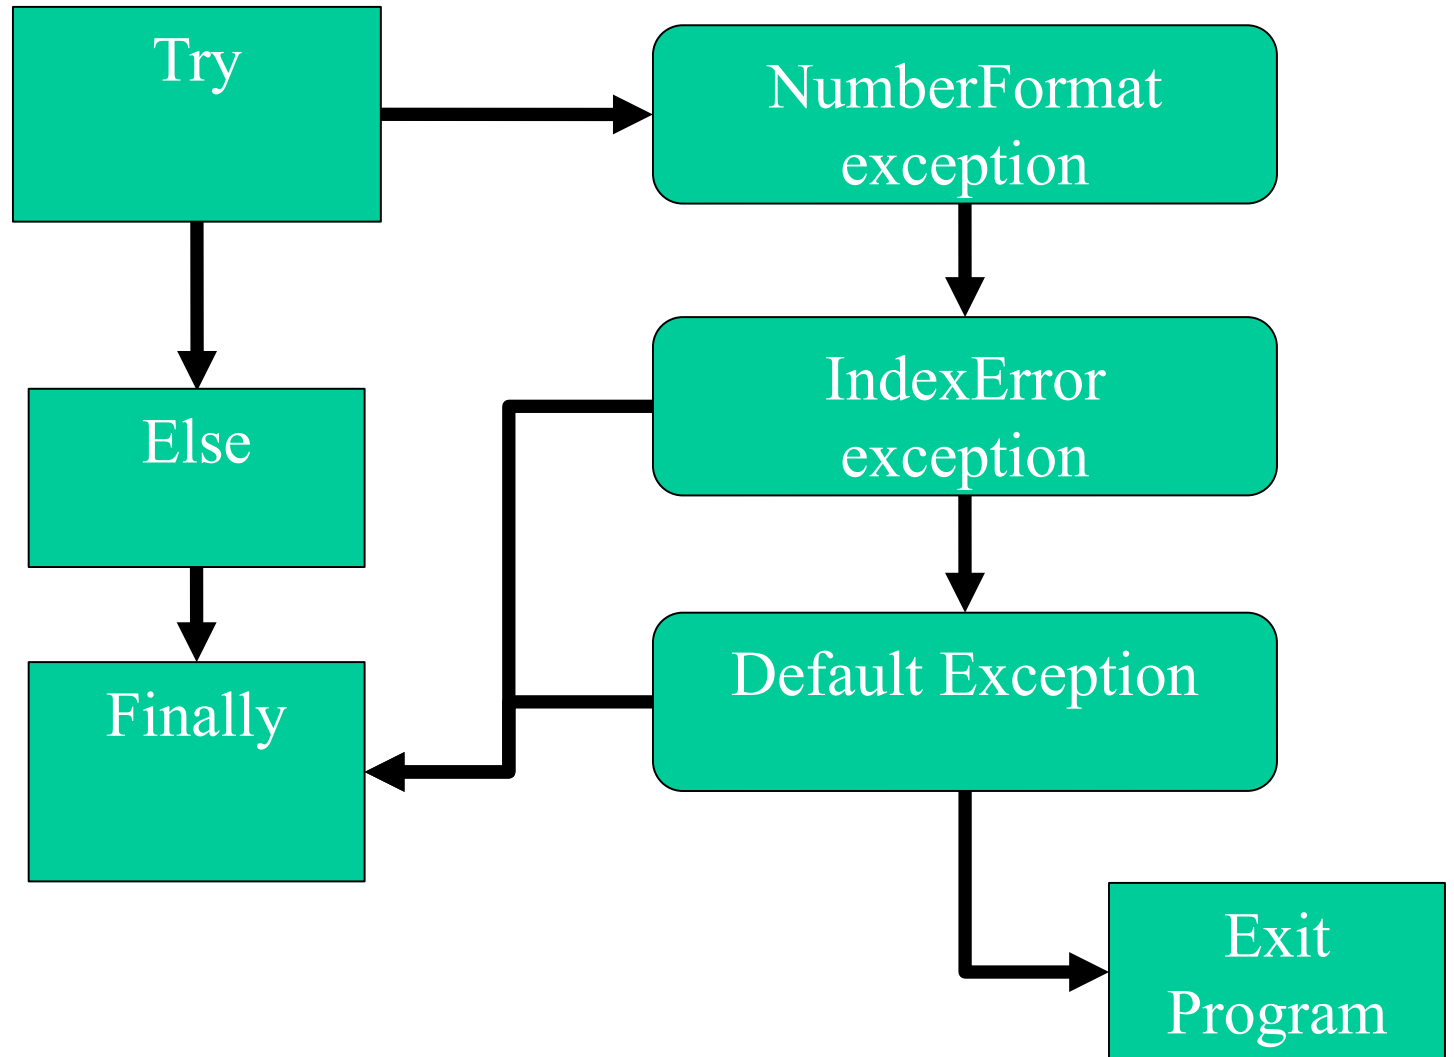 Try
NumberFormat
exception
IndexError
exception
Else
Default Exception
Finally
Exit
Program